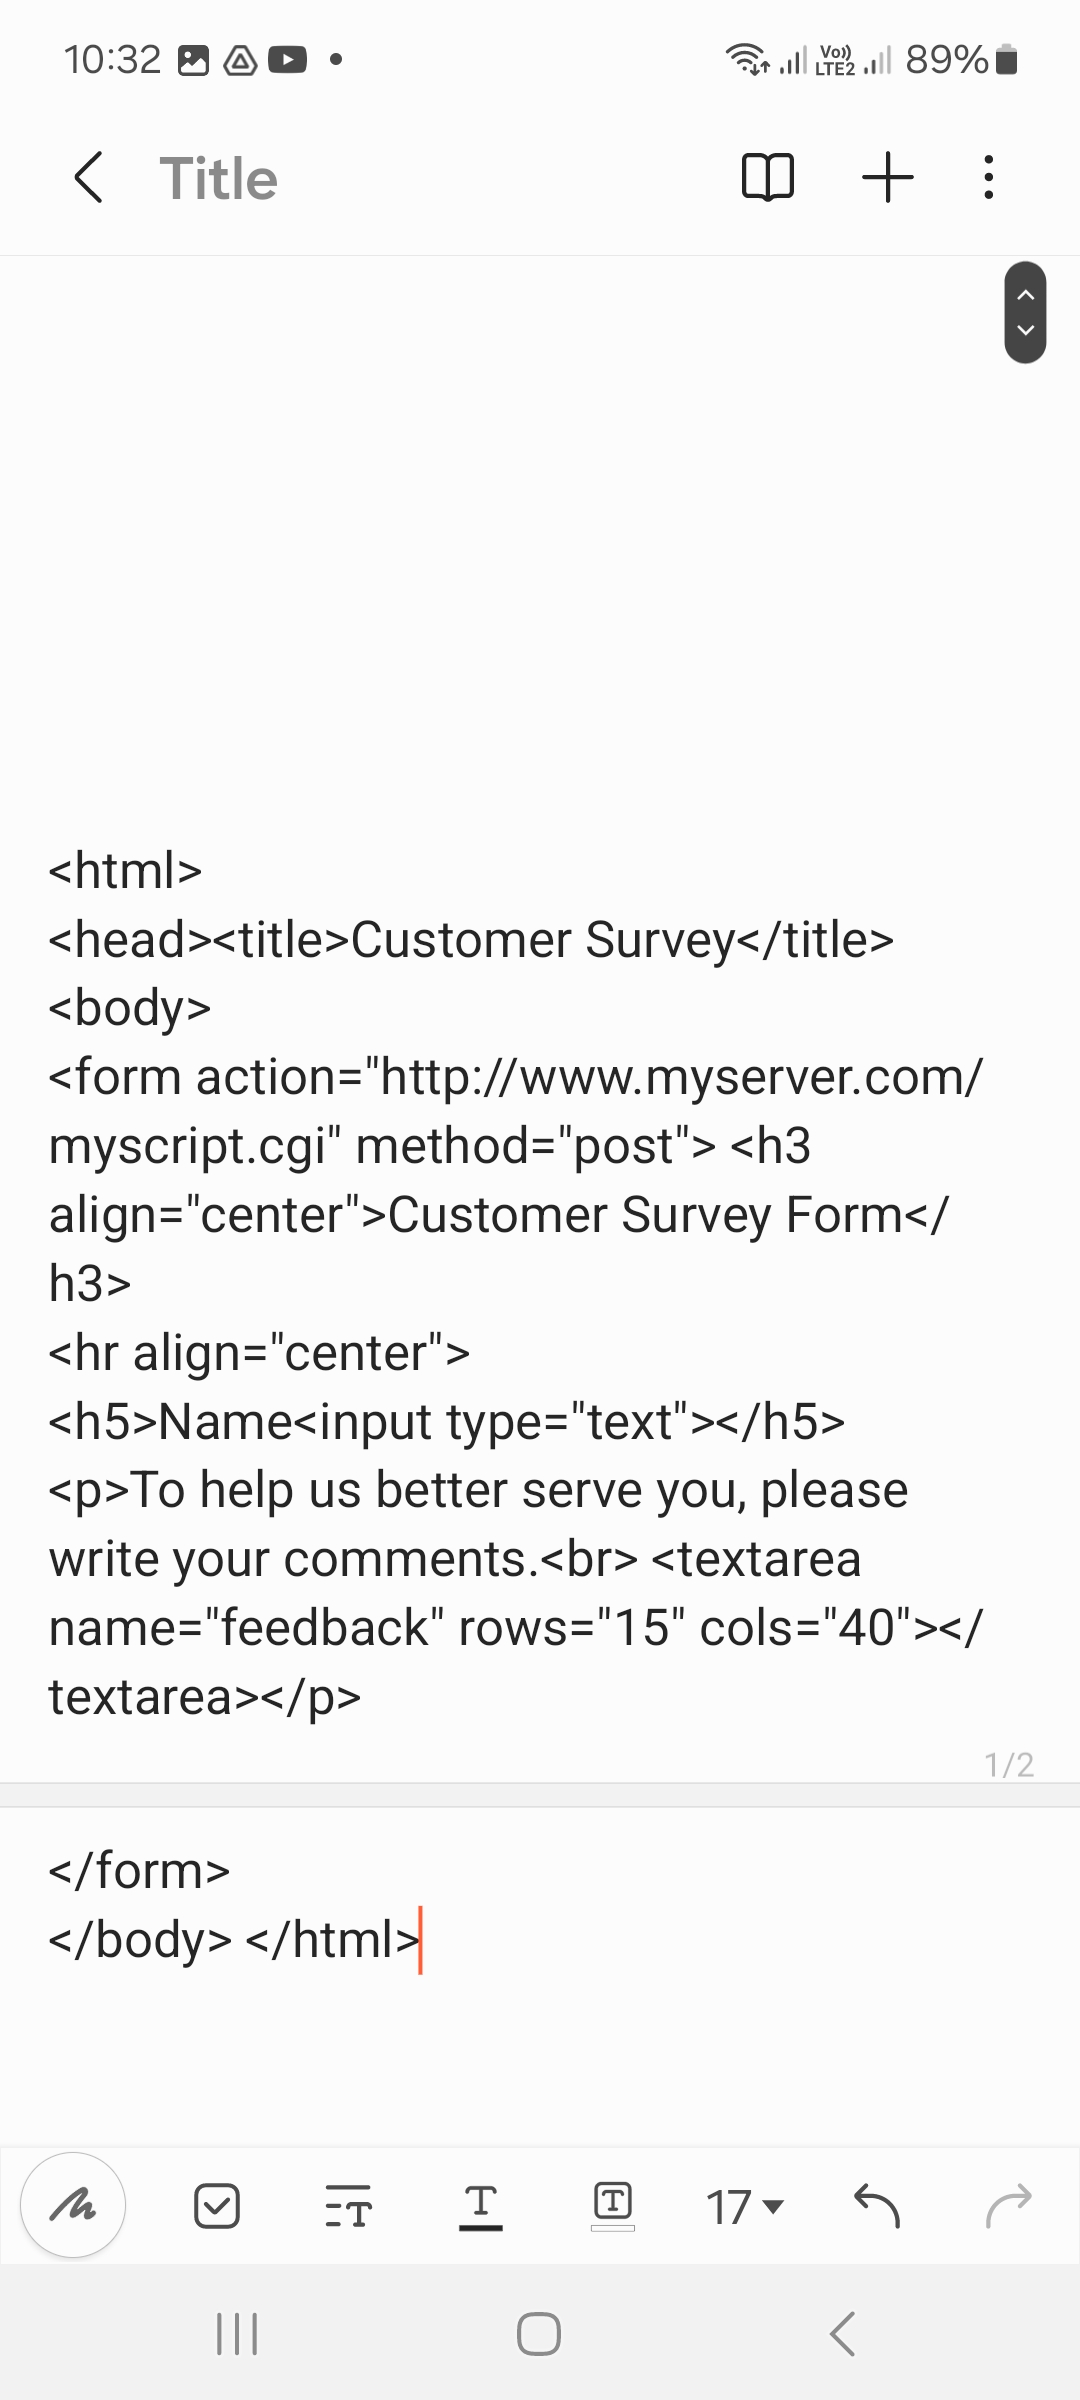 10:32 Vo)) LTE2 89%
Title
<html>
<head><title>Customer Survey</title>
<body>
<form action="http://www.myserver.com/
myscript.cgi" method="post"> <h3
align="center">Customer Survey Form</
h3>
<hr align="center">
<h5>Name<input type="text"></h5>
<p>To help us better serve you, please
write your comments.<br> <textarea
name="feedback" rows="15" cols="40"></
textarea></p>
1/2
</form>
</body> </html>
17